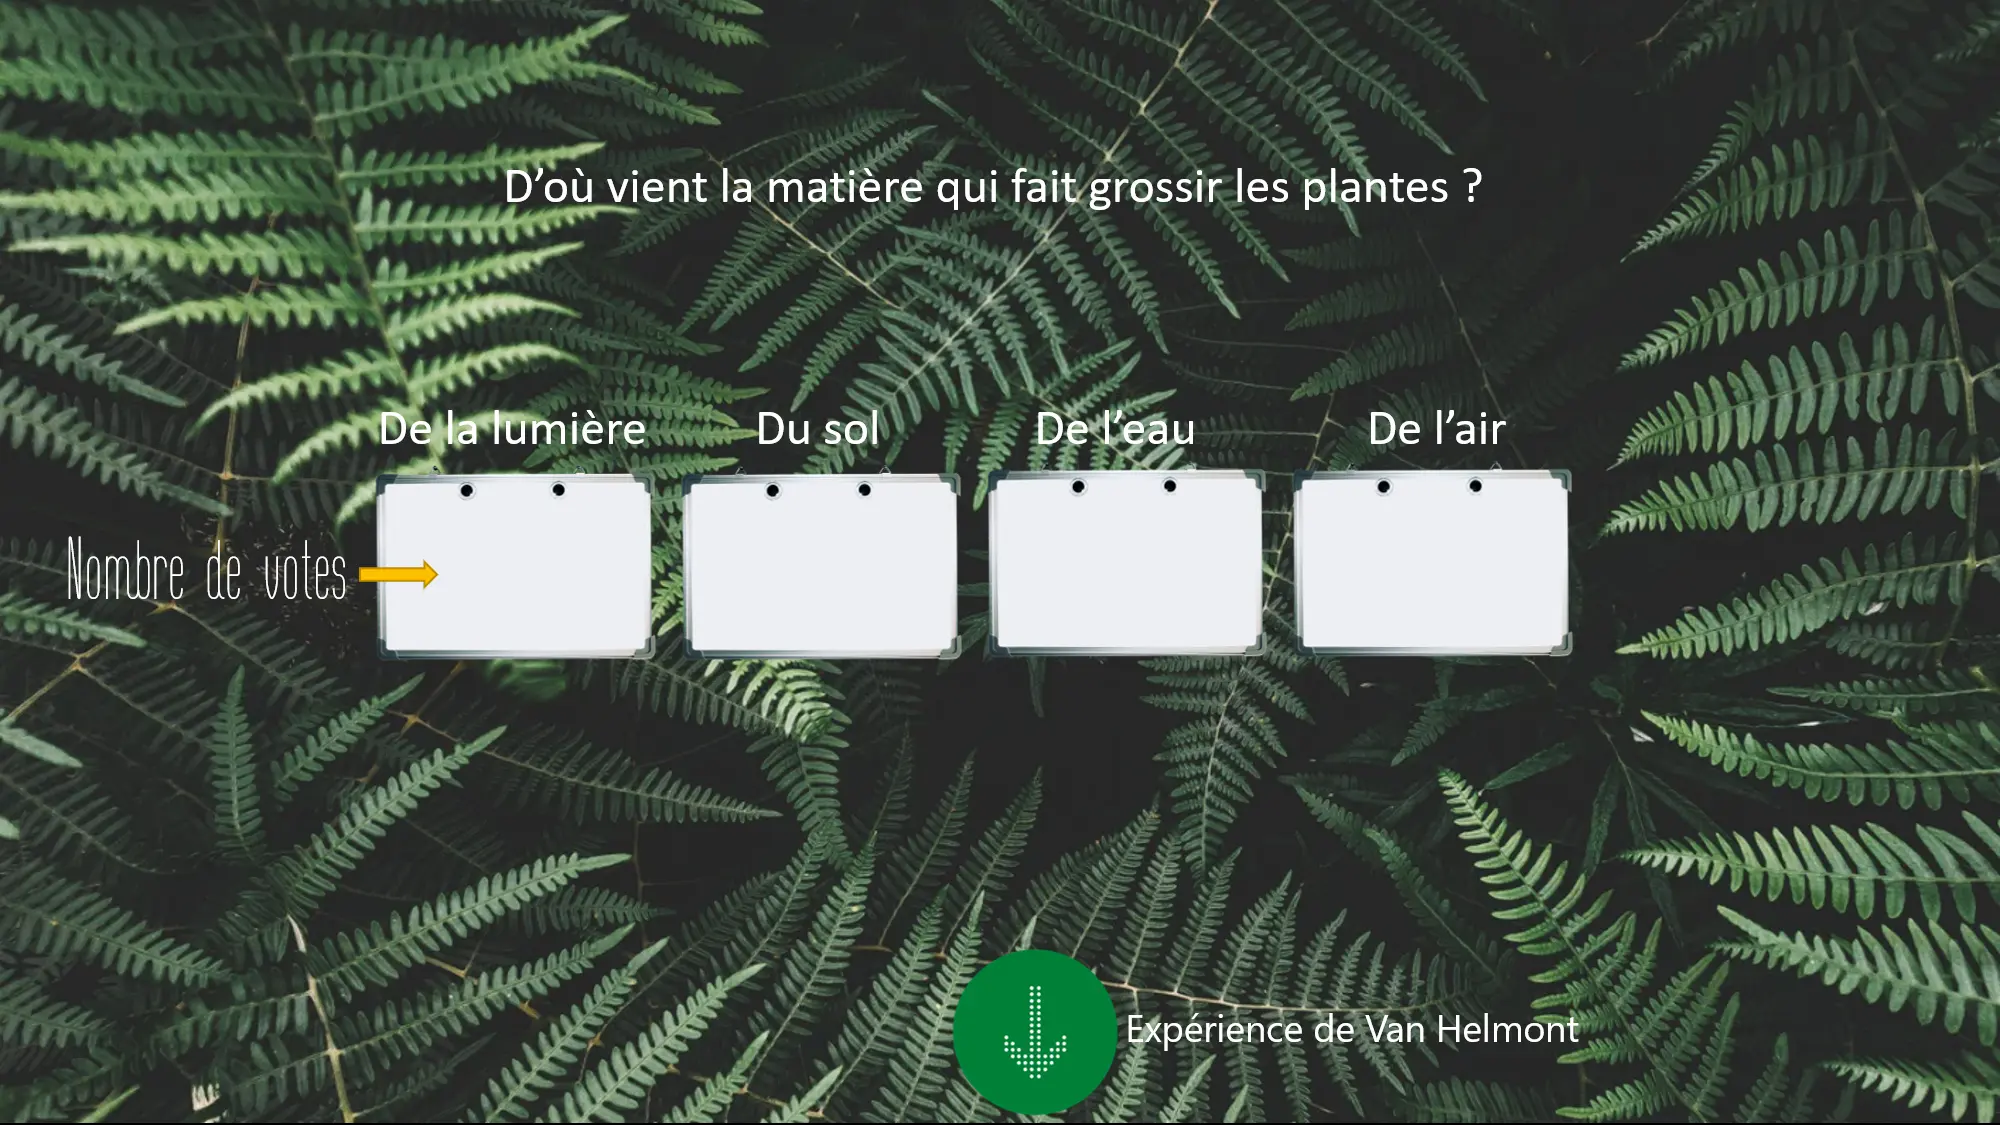 D’où vient la matière qui fait grossir les plantes ?
De la lumière
Du sol
De l’eau
De l’air
Nombre de votes
Expérience de Van Helmont